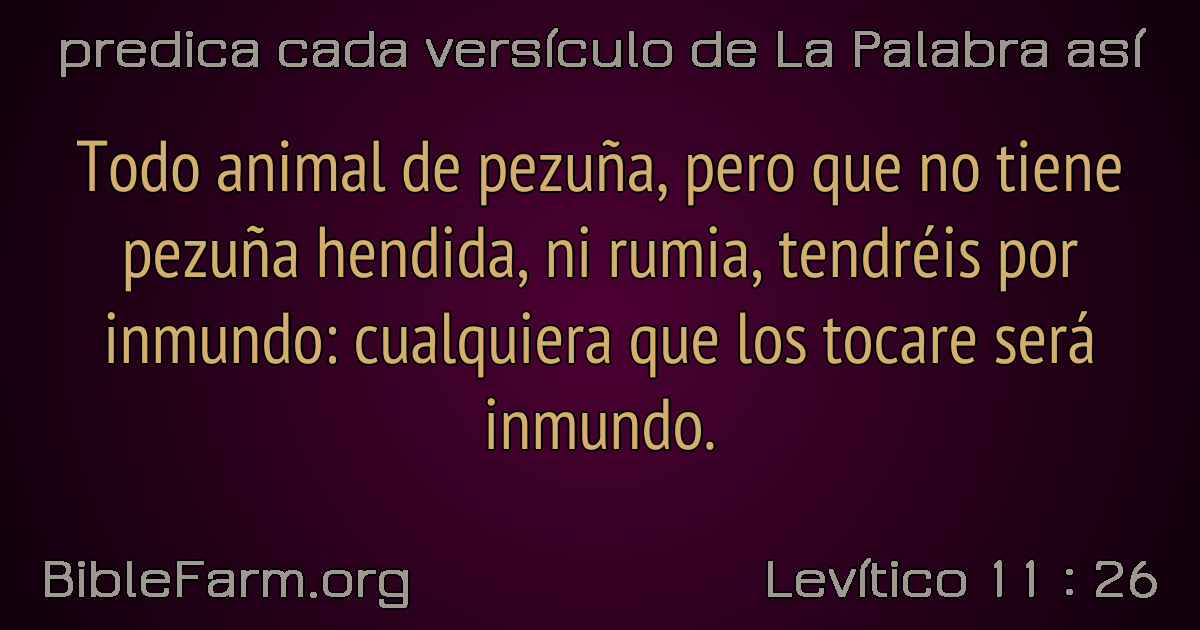 predica cada versículo de La Palabra así
Todo animal de pezuña, pero que no tiene
pezuña hendida, ni rumia, tendréis por
inmundo: cualquiera que los tocare será
inmundo.
BibleFarm.org
Levítico 11 : 26